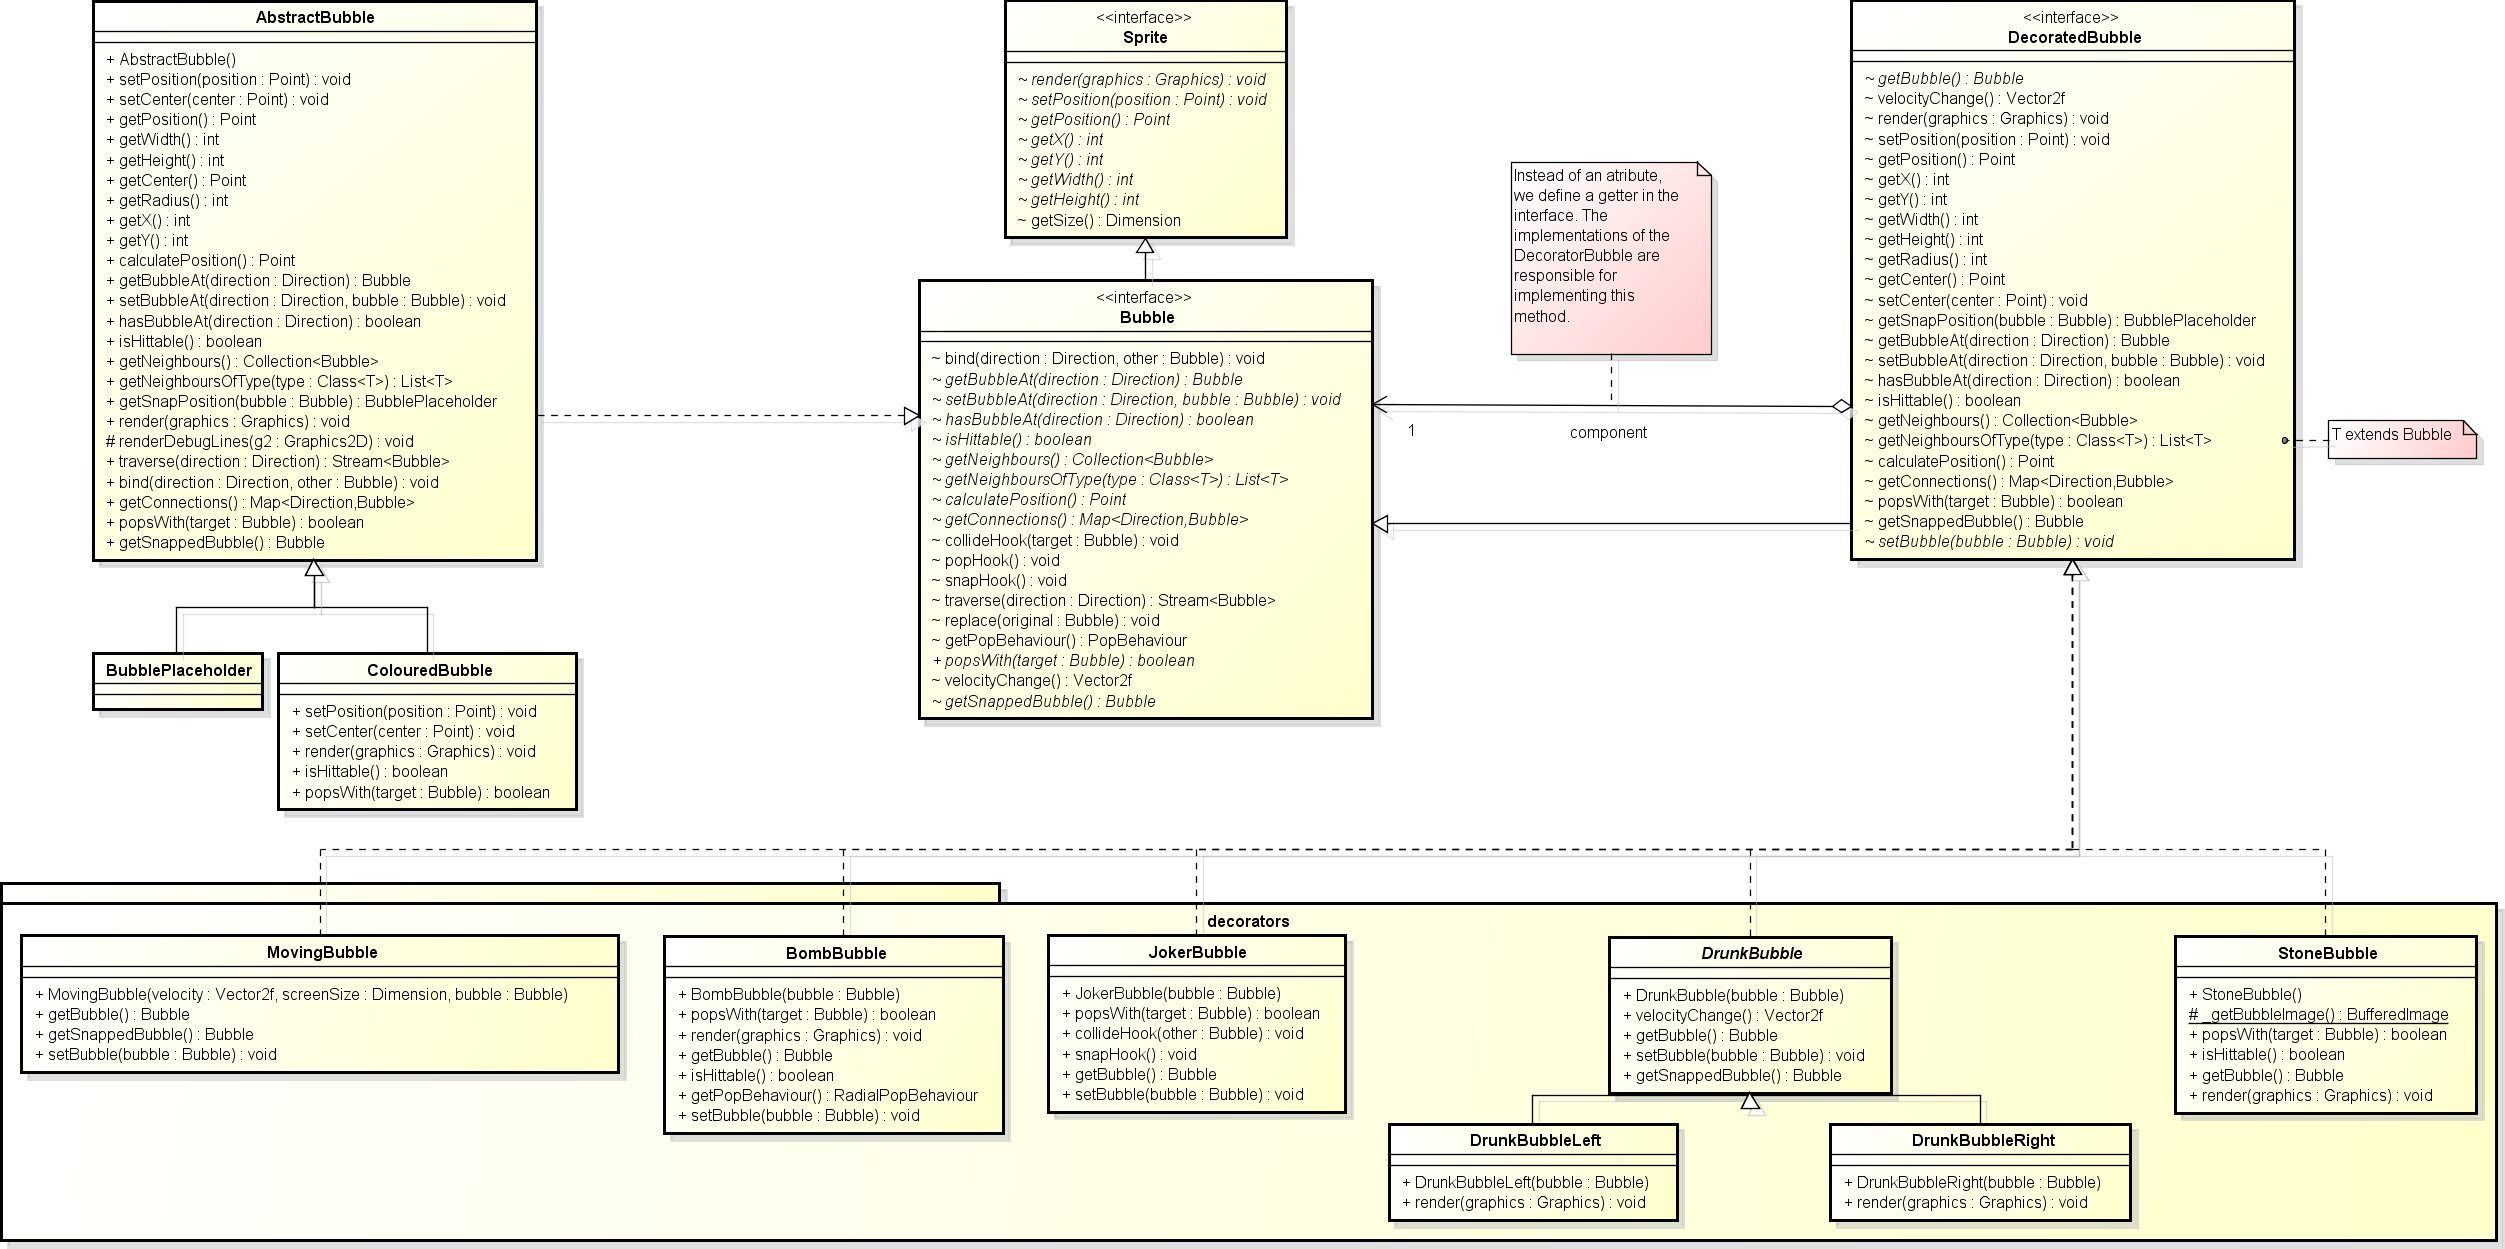 AbstractBubble
+ AbstractBubble()
+ setPosition(position : Point) : void
+ setCenter(center : Point) : void
+ getPosition() : Point
+ getWidth() : int
+ getHeight() : int
+ getCenter() : Point
+ getRadius() : int
+ getX() : int
+ getY() : int
+ calculatePosition() : Point
+ getBubbleAt(direction : Direction) : Bubble
+ setBubbleAt(direction : Direction, bubble : Bubble) : void
+ hasBubbleAt(direction : Direction) : boolean
+ isHittable() : boolean
+ getNeighbours() : Collection<Bubble>
+ getNeighboursOfType(type : Class<T>) : List<T>
+ getSnapPosition(bubble : Bubble) : BubblePlaceholder
+ render(graphics : Graphics) : void
# renderDebugLines(g2 : Graphics2D) : void
+ traverse(direction : Direction) : Stream<Bubble>
+ bind(direction : Direction, other : Bubble) : void
+ getConnections() : Map<Direction,Bubble>
+ popsWith(target : Bubble) : boolean
+ getSnappedBubble() : Bubble
<<interface>>
Sprite
~ render(graphics : Graphics) : void
~ setPosition(position : Point) : void
~ getPosition() : Point
~ getX() : int
~ getY() : int
~ getWidth() : int
~ getHeight() : int
~ getSize() : Dimension
<<interface>>
DecoratedBubble
~ getBubble() : Bubble
~ velocityChange() : Vector2f
~ render(graphics : Graphics) : void
~ setPosition(position : Point) : void
~ getPosition() : Point
~ getX() : int
~ getY() : int
~ getWidth() : int
~ getHeight() : int
~ getRadius() : int
~ getCenter() : Point
~ setCenter(center : Point) : void
~ getSnapPosition(bubble : Bubble) : BubblePlaceholder
~ getBubbleAt(direction : Direction) : Bubble
~ setBubbleAt(direction : Direction, bubble : Bubble) : void
~ hasBubbleAt(direction : Direction) : boolean
~ isHittable() : boolean
~ getNeighbours() : Collection<Bubble>
~ getNeighboursOfType(type : Class<T>) : List<T>
~ calculatePosition() : Point
~ getConnections() : Map<Direction,Bubble>
~ popsWith(target : Bubble) : boolean
~ getSnappedBubble() : Bubble
~ setBubble(bubble : Bubble) : void
Instead of an atribute,
we define a getter in the
interface. The
implementations of the
DecoratorBubble are
responsible for
implementing this
method.
T extends Bubble
1
component
<<interface>>
Bubble
~ bind(direction : Direction, other : Bubble) : void
~ getBubbleAt(direction : Direction) : Bubble
~ setBubbleAt(direction : Direction, bubble : Bubble) : void
~ hasBubbleAt(direction : Direction) : boolean
~ isHittable() : boolean
~ getNeighbours() : Collection<Bubble>
~ getNeighboursOfType(type : Class<T>) : List<T>
~ calculatePosition() : Point
~ getConnections() : Map<Direction,Bubble>
~ collideHook(target : Bubble) : void
~ popHook() : void
~ snapHook() : void
~ traverse(direction : Direction) : Stream<Bubble>
~ replace(original : Bubble) : void
~ getPopBehaviour() : PopBehaviour
+ popsWith(target : Bubble) : boolean
~ velocityChange() : Vector2f
~ getSnappedBubble() : Bubble
BubblePlaceholder
ColouredBubble
+ setPosition(position : Point) : void
+ setCenter(center : Point) : void
+ render(graphics : Graphics) : void
+ isHittable() : boolean
+ popsWith(target : Bubble) : boolean
decorators
MovingBubble
+ MovingBubble(velocity : Vector2f, screenSize : Dimension, bubble : Bubble)
+ getBubble() : Bubble
+ getSnappedBubble() : Bubble
+ setBubble(bubble : Bubble) : void
BombBubble
+ BombBubble(bubble : Bubble)
+ popsWith(target : Bubble) : boolean
+ render(graphics : Graphics) : void
+ getBubble() : Bubble
+ isHittable() : boolean
+ getPopBehaviour() : RadialPopBehaviour
+ setBubble(bubble : Bubble) : void
JokerBubble
+ JokerBubble(bubble : Bubble)
+ popsWith(target : Bubble) : boolean
+ collideHook(other : Bubble) : void
+ snapHook() : void
+ getBubble() : Bubble
+ setBubble(bubble : Bubble) : void
DrunkBubble
+ DrunkBubble(bubble : Bubble)
+ velocityChange() : Vector2f
+ getBubble() : Bubble
+ setBubble(bubble : Bubble) : void
+ getSnappedBubble() : Bubble
StoneBubble
+ StoneBubble()
# _getBubbleImage() : BufferedImage
+ popsWith(target : Bubble) : boolean
+ isHittable() : boolean
+ getBubble() : Bubble
+ render(graphics : Graphics) : void
DrunkBubbleLeft
+ DrunkBubbleLeft(bubble : Bubble)
+ render(graphics : Graphics) : void
DrunkBubbleRight
+ DrunkBubbleRight(bubble : Bubble)
+ render(graphics : Graphics) : void